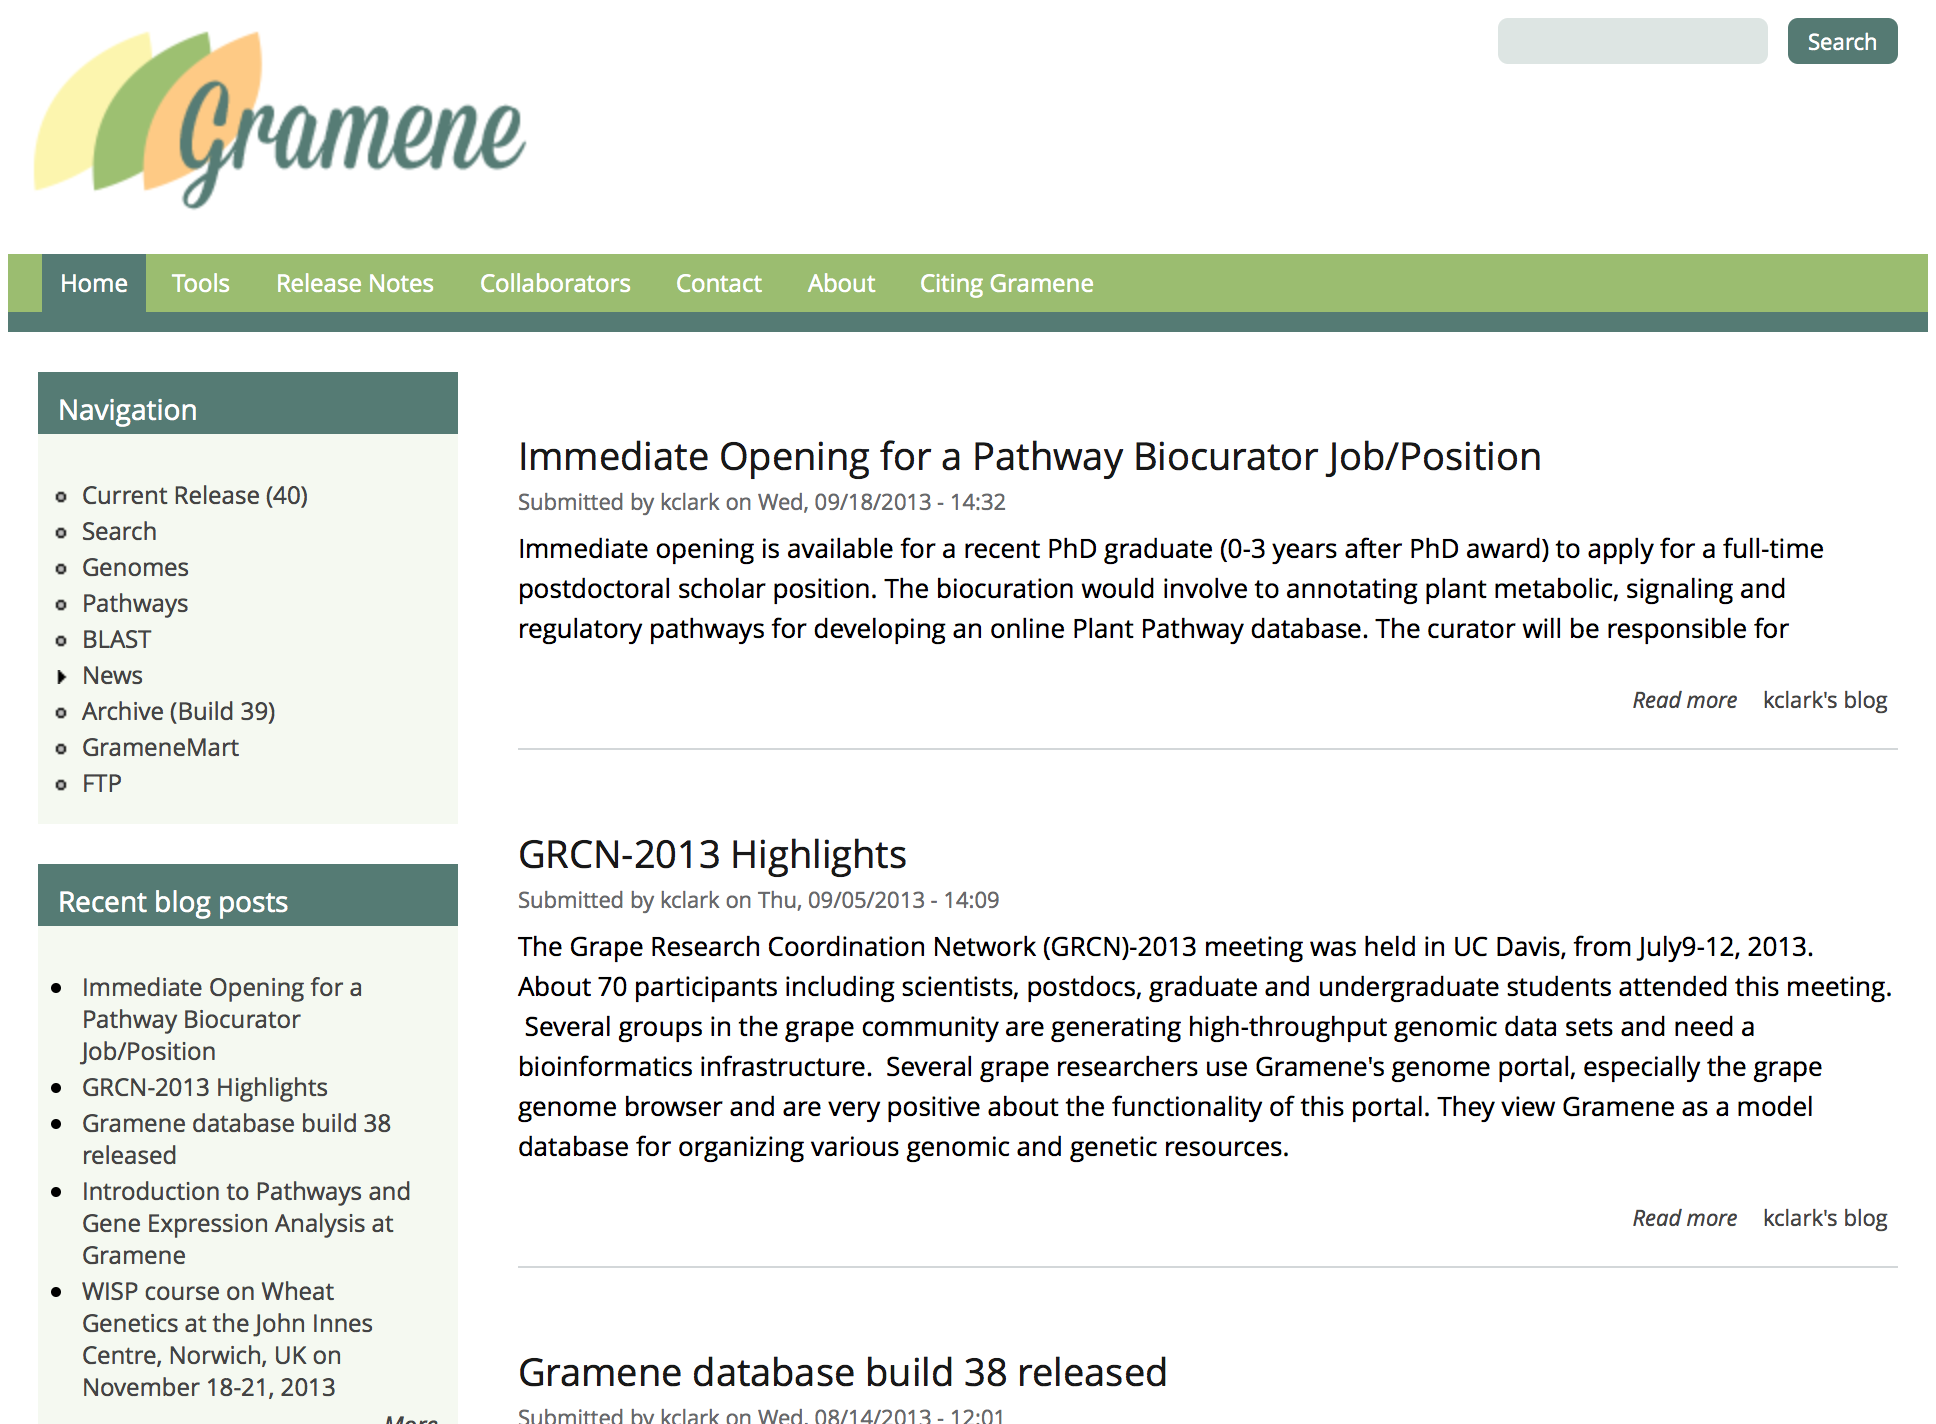 Gramene
Search
Home Tools Release Notes Collaborators Contact About Citing Gramene
Navigation
Current Release (40)
Search
Genomes
Pathways
BLAST
News
Archive (Build 39)
GrameneMart
FTP
Recent blog posts
Immediate Opening for a
Pathway Biocurator
Job/Position
GRCN-2013 Highlights
Gramene database build 38
released
Introduction to Pathways and
Gene Expression Analysis at
Gramene
WISP course on Wheat
Genetics at the John Innes
Centre, Norwich, UK on
November 18-21, 2013
More
Immediate Opening for a Pathway Biocurator Job/Position
Submitted by kclark on Wed, 09/18/2013 - 14:32
Immediate opening is available for a recent PhD graduate (0-3 years after PhD award) to apply for a full-time
postdoctoral scholar position. The biocuration would involve to annotating plant metabolic, signaling and
regulatory pathways for developing an online Plant Pathway database. The curator will be responsible for
Read more kclark's blog
GRCN-2013 Highlights
Submitted by kclark on Thu, 09/05/2013 - 14:09
The Grape Research Coordination Network (GRCN)-2013 meeting was held in UC Davis, from July9-12, 2013.
About 70 participants including scientists, postdocs, graduate and undergraduate students attended this meeting.
Several groups in the grape community are generating high-throughput genomic data sets and need a
bioinformatics infrastructure. Several grape researchers use Gramene's genome portal, especially the grape
genome browser and are very positive about the functionality of this portal. They view Gramene as a model
database for organizing various genomic and genetic resources.
Read more kclark's blog
Gramene database build 38 released
Submitted by kclark on Wed, 08/14/2013 - 12:01